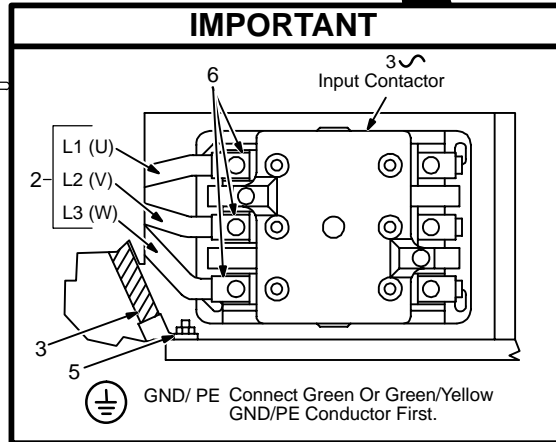 IMPORTANT
3
Input Contactor
6
L1 (U)
2
L2 (V)
L3 (W)
3
5
GND/ PE Connect Green Or Green/Yellow
GND/PE Conductor First.